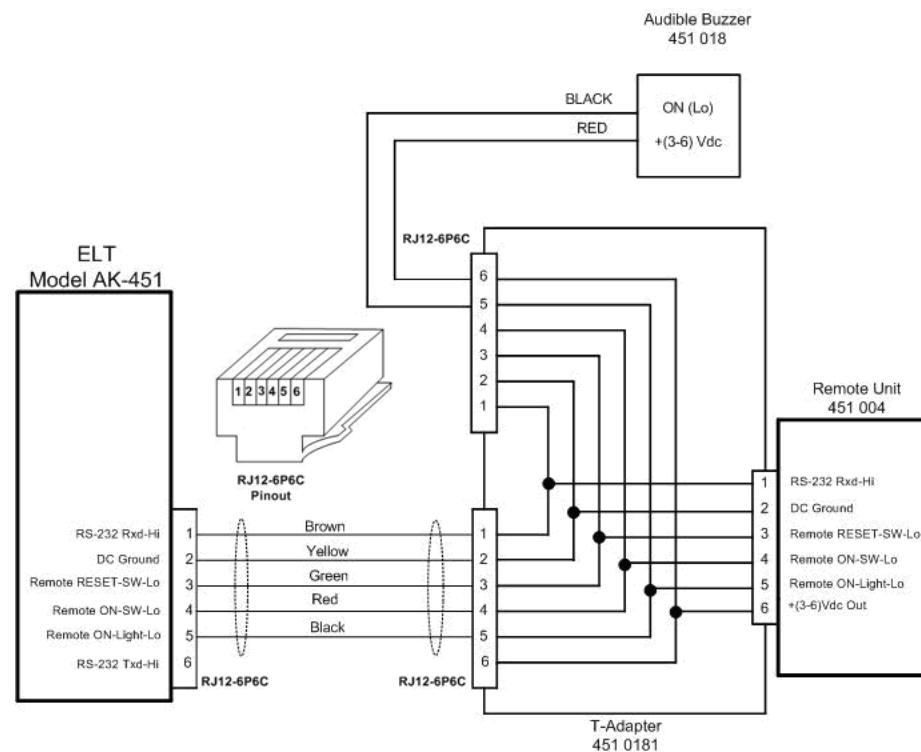 Audible Buzzer
451 018
BLACK
ON (Lo)
RED
+(3-6) Vdc
RJ12-6P6C
ELT
Model AK-451
6
5
4
3
2
1
1 2 3 4 5 6
RJ12-6P6C
Pinout
Remote Unit
451 004
1 RS-232 Rxd-Hi
2 DC Ground
3 Remote RESET-SW-Lo
4 Remote ON-SW-Lo
5 Remote ON-Light-Lo
6 +(3-6)Vdc Out
RS-232 Rxd-Hi 1 Brown 1
DC Ground 2 Yellow 2
Remote RESET-SW-Lo 3 Green 3
Remote ON-SW-Lo 4 Red 4
Remote ON-Light-Lo 5 Black 5
RS-232 Txd-Hi 6 6
RJ12-6P6C RJ12-6P6C
T-Adapter
451 0181